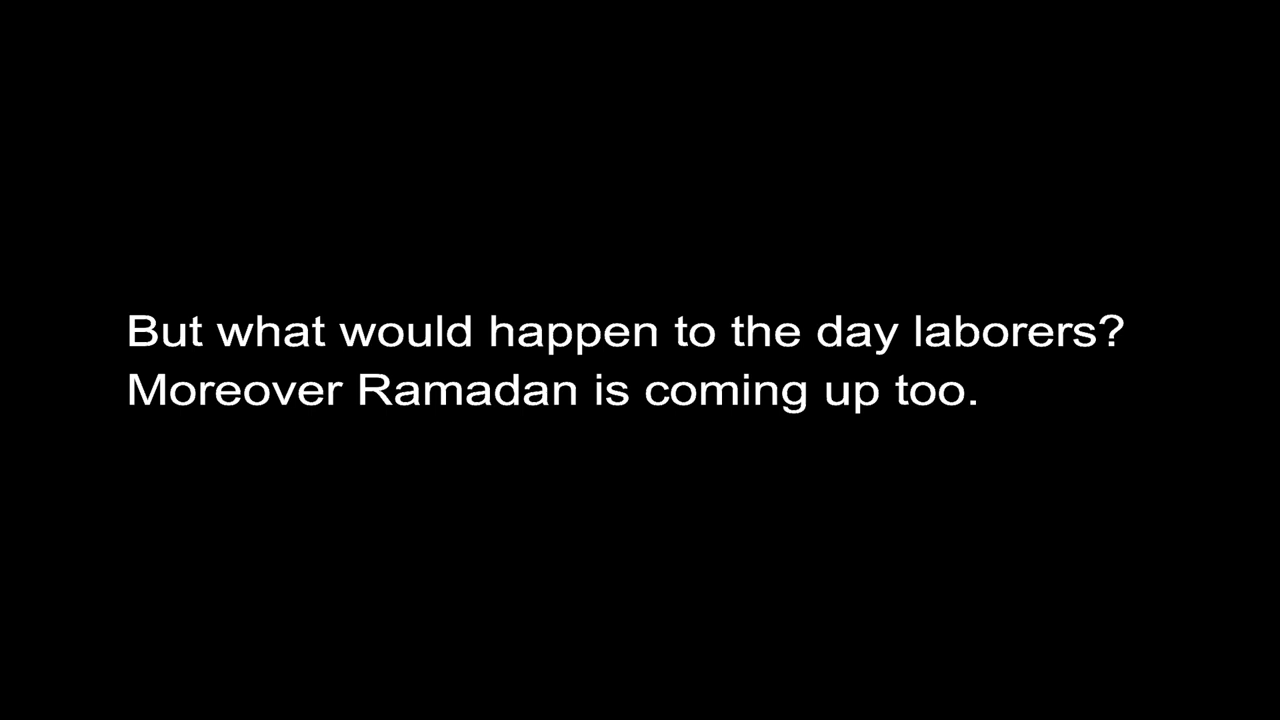 But what would happen to the day laborers?
Moreover Ramadan is coming up too.